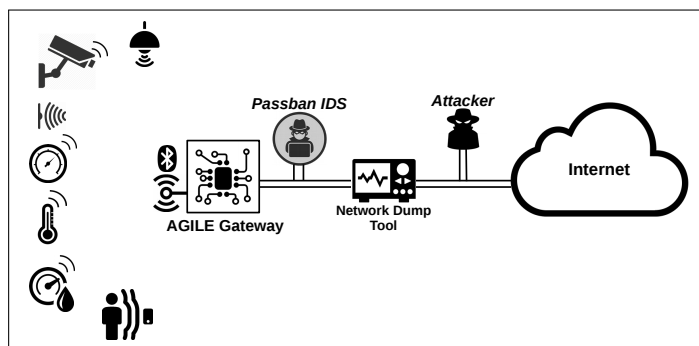 Passban IDS
Attacker
Internet
AGILE Gateway
Network Dump
Tool